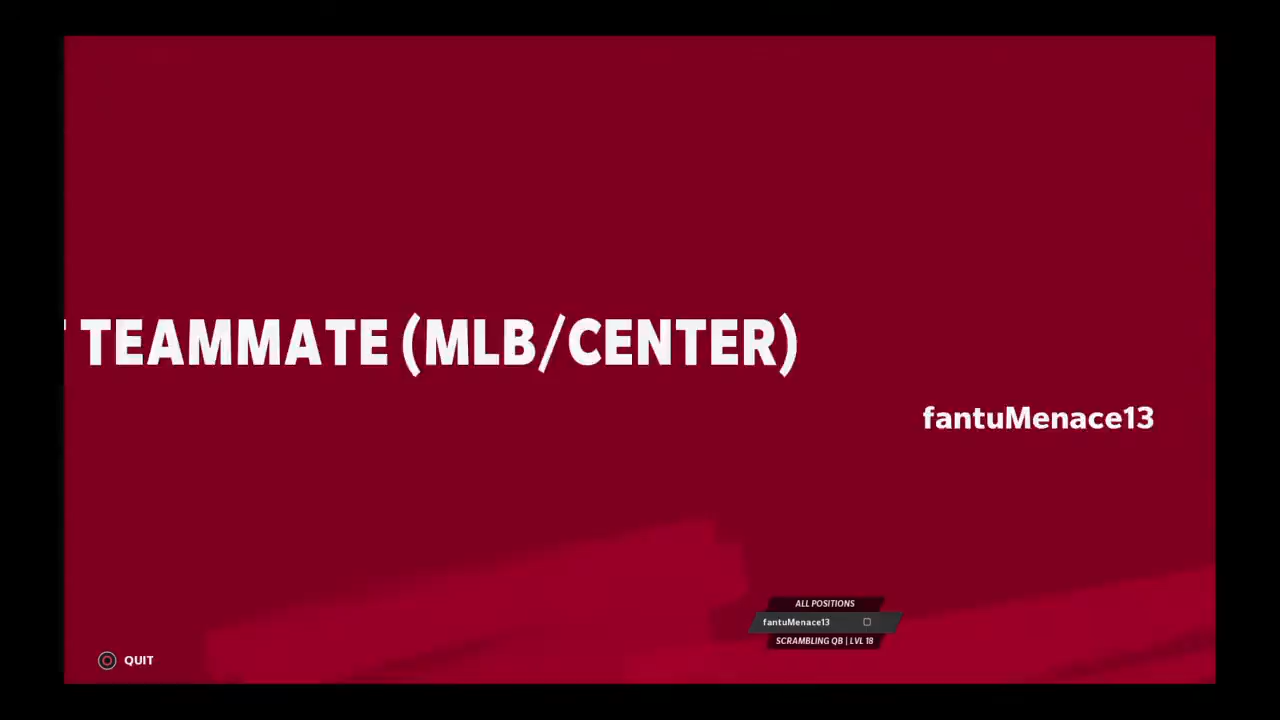 TEAMMATE (MLB/CENTER)
fantuMenace13
ALL POSITIONS
fantuMenace13
SCRAMBLING QB | LVL 18
QUIT